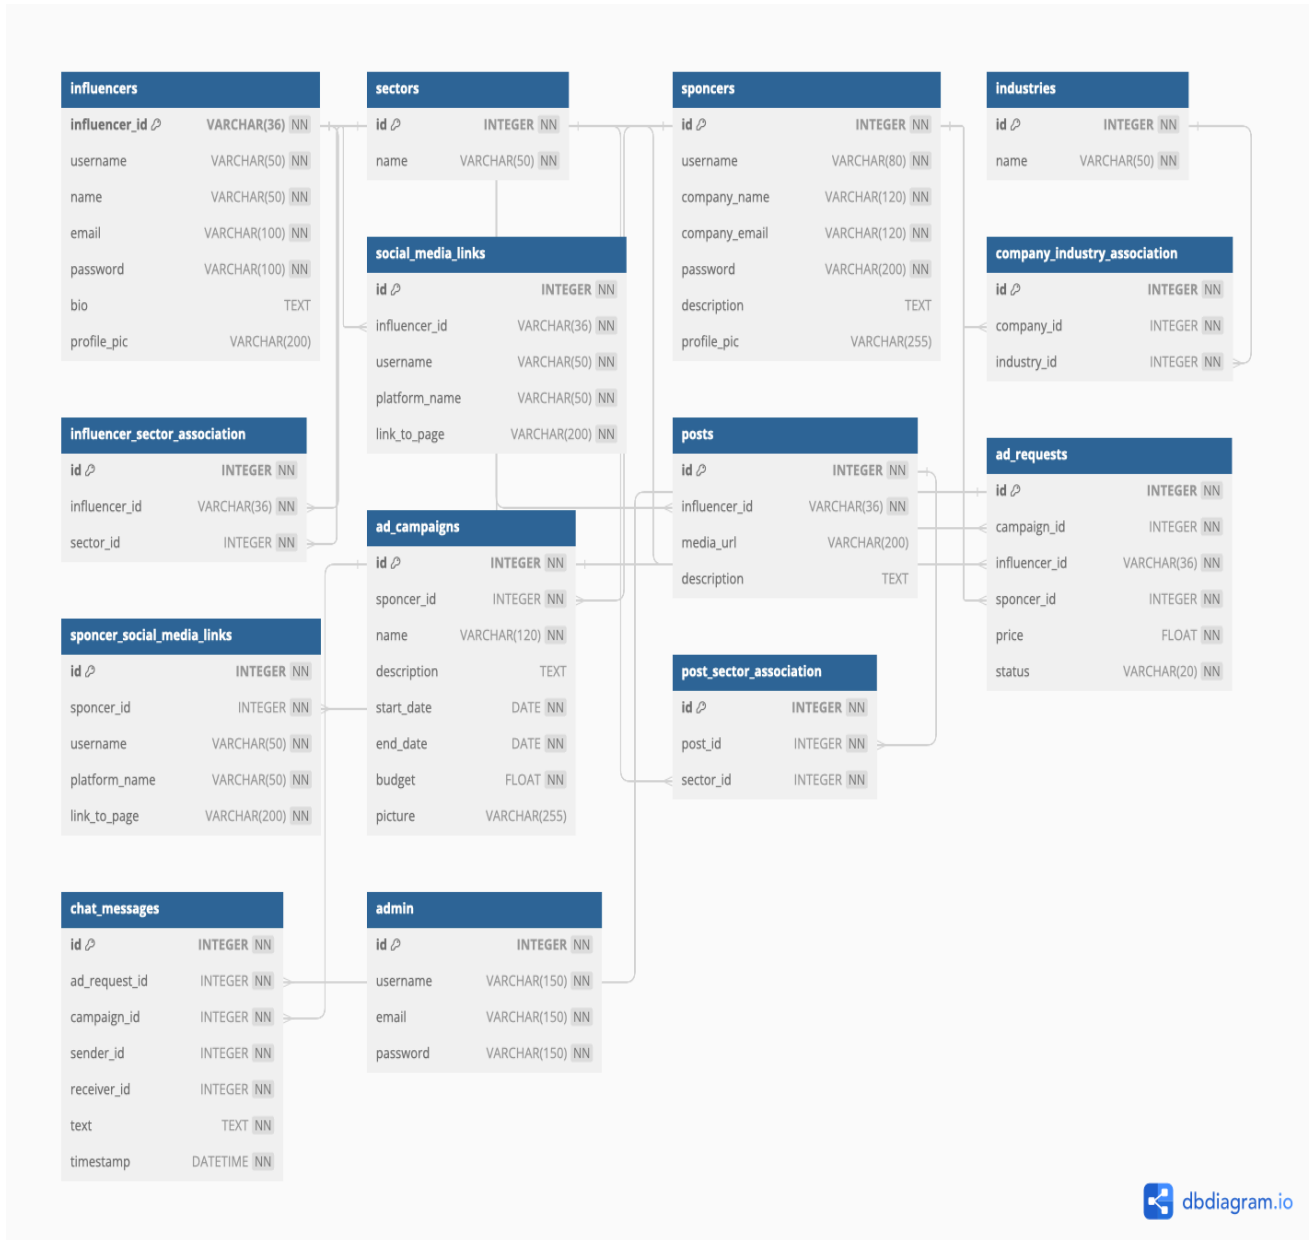 influencers
influencer_id VARCHAR(36) NN
username VARCHAR(50) NN
name VARCHAR(50) NN
email VARCHAR(100) NN
password VARCHAR(100) NN
bio TEXT
profile_pic VARCHAR(200)
sectors
id INTEGER NN
name VARCHAR(50) NN
sponcers
id INTEGER NN
username VARCHAR(80) NN
company_name VARCHAR(120) NN
company_email VARCHAR(120) NN
password VARCHAR(200) NN
description TEXT
profile_pic VARCHAR(255)
industries
id INTEGER NN
name VARCHAR(50) NN
social_media_links
id INTEGER NN
influencer_id VARCHAR(36) NN
username VARCHAR(50) NN
platform_name VARCHAR(50) NN
link_to_page VARCHAR(200) NN
company_industry_association
id INTEGER NN
company_id INTEGER NN
industry_id INTEGER NN
influencer_sector_association
id INTEGER NN
influencer_id VARCHAR(36) NN
sector_id INTEGER NN
posts
id INTEGER NN
influencer_id VARCHAR(36) NN
media_url VARCHAR(200)
description TEXT
ad_requests
id INTEGER NN
campaign_id INTEGER NN
influencer_id VARCHAR(36) NN
sponcer_id INTEGER NN
price FLOAT NN
status VARCHAR(20) NN
ad_campaigns
id INTEGER NN
sponcer_id INTEGER NN
name VARCHAR(120) NN
description TEXT
start_date DATE NN
end_date DATE NN
budget FLOAT NN
picture VARCHAR(255)
sponcer_social_media_links
id INTEGER NN
sponcer_id INTEGER NN
username VARCHAR(50) NN
platform_name VARCHAR(50) NN
link_to_page VARCHAR(200) NN
post_sector_association
id INTEGER NN
post_id INTEGER NN
sector_id INTEGER NN
chat_messages
id INTEGER NN
ad_request_id INTEGER NN
campaign_id INTEGER NN
sender_id INTEGER NN
receiver_id INTEGER NN
text TEXT NN
timestamp DATETIME NN
admin
id INTEGER NN
username VARCHAR(150) NN
email VARCHAR(150) NN
password VARCHAR(150) NN
dbdiagram.io